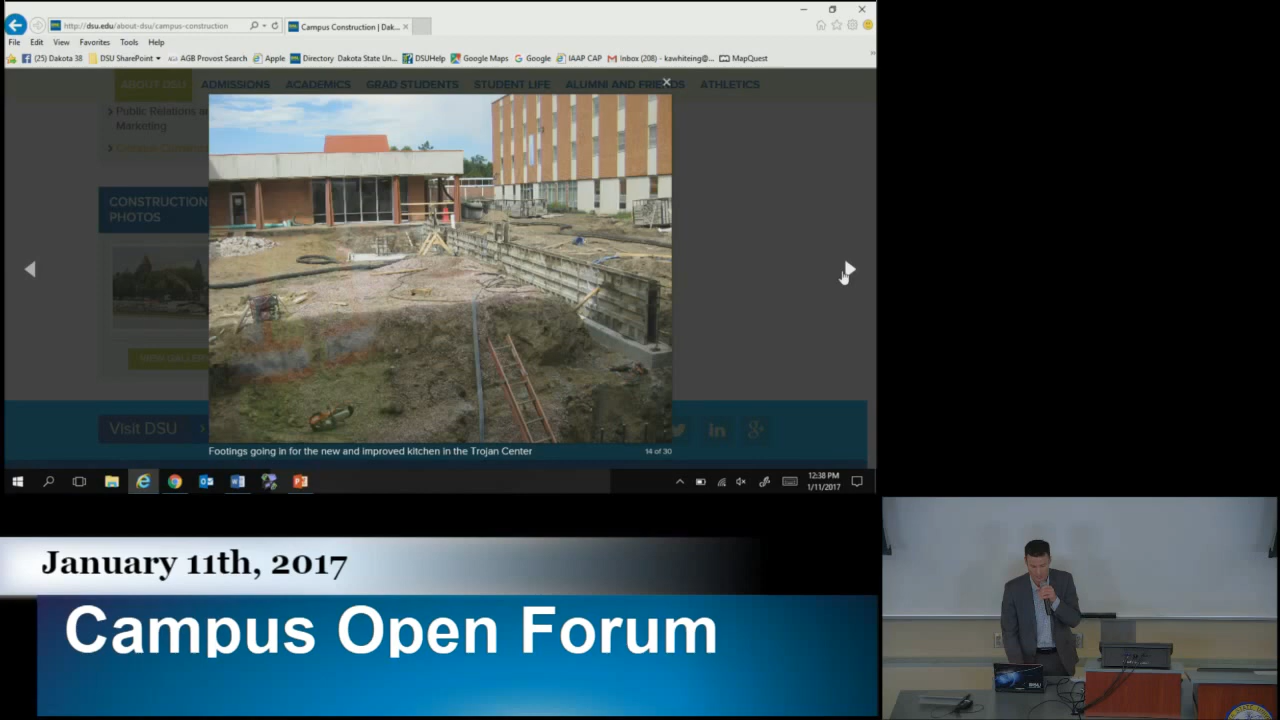 http://dsu.edu/about-dsu/campus-construction
Campus Construction | Dak...
File Edit View Favorites Tools Help
(25) Dakota 38 DSU SharePoint AGB Provost Search Apple Directory Dakota State Un... DSUHelp Google Maps Google IAAP CAP Inbox (208) - kawhiteing@... MapQuest
ABOUT DSU ADMISSIONS ACADEMICS GRAD STUDENTS STUDENT LIFE ALUMNI AND FRIENDS ATHLETICS
Public Relations
Marketing
CONSTRUCTION
PHOTOS
VIEW
Visit DSU
in
Footings going in for the new and improved kitchen in the Trojan Center
14 of 30
12:38 PM
1/11/2017
January 11th, 2017
Campus Open Forum